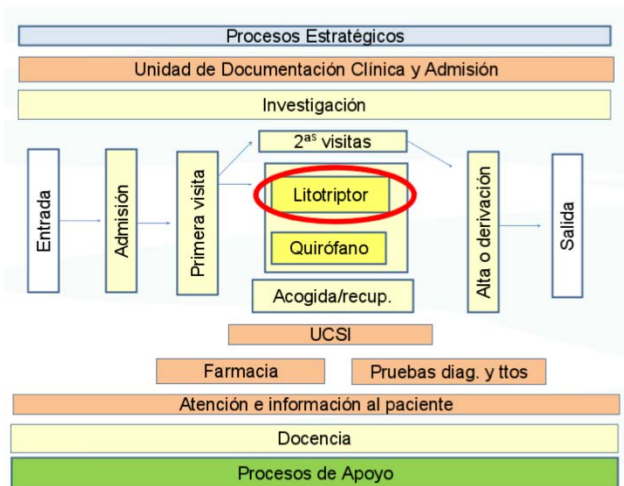 Procesos Estratégicos
Unidad de Documentación Clínica y Admisión
Investigación
Entrada
Admisión
Primera visita
2as visitas
Litotriptor
Quirófano
Acogida/recup.
Alta o derivación
Salida
UCSI
Farmacia
Pruebas diag. y ttos
Atención e información al paciente
Docencia
Procesos de Apoyo